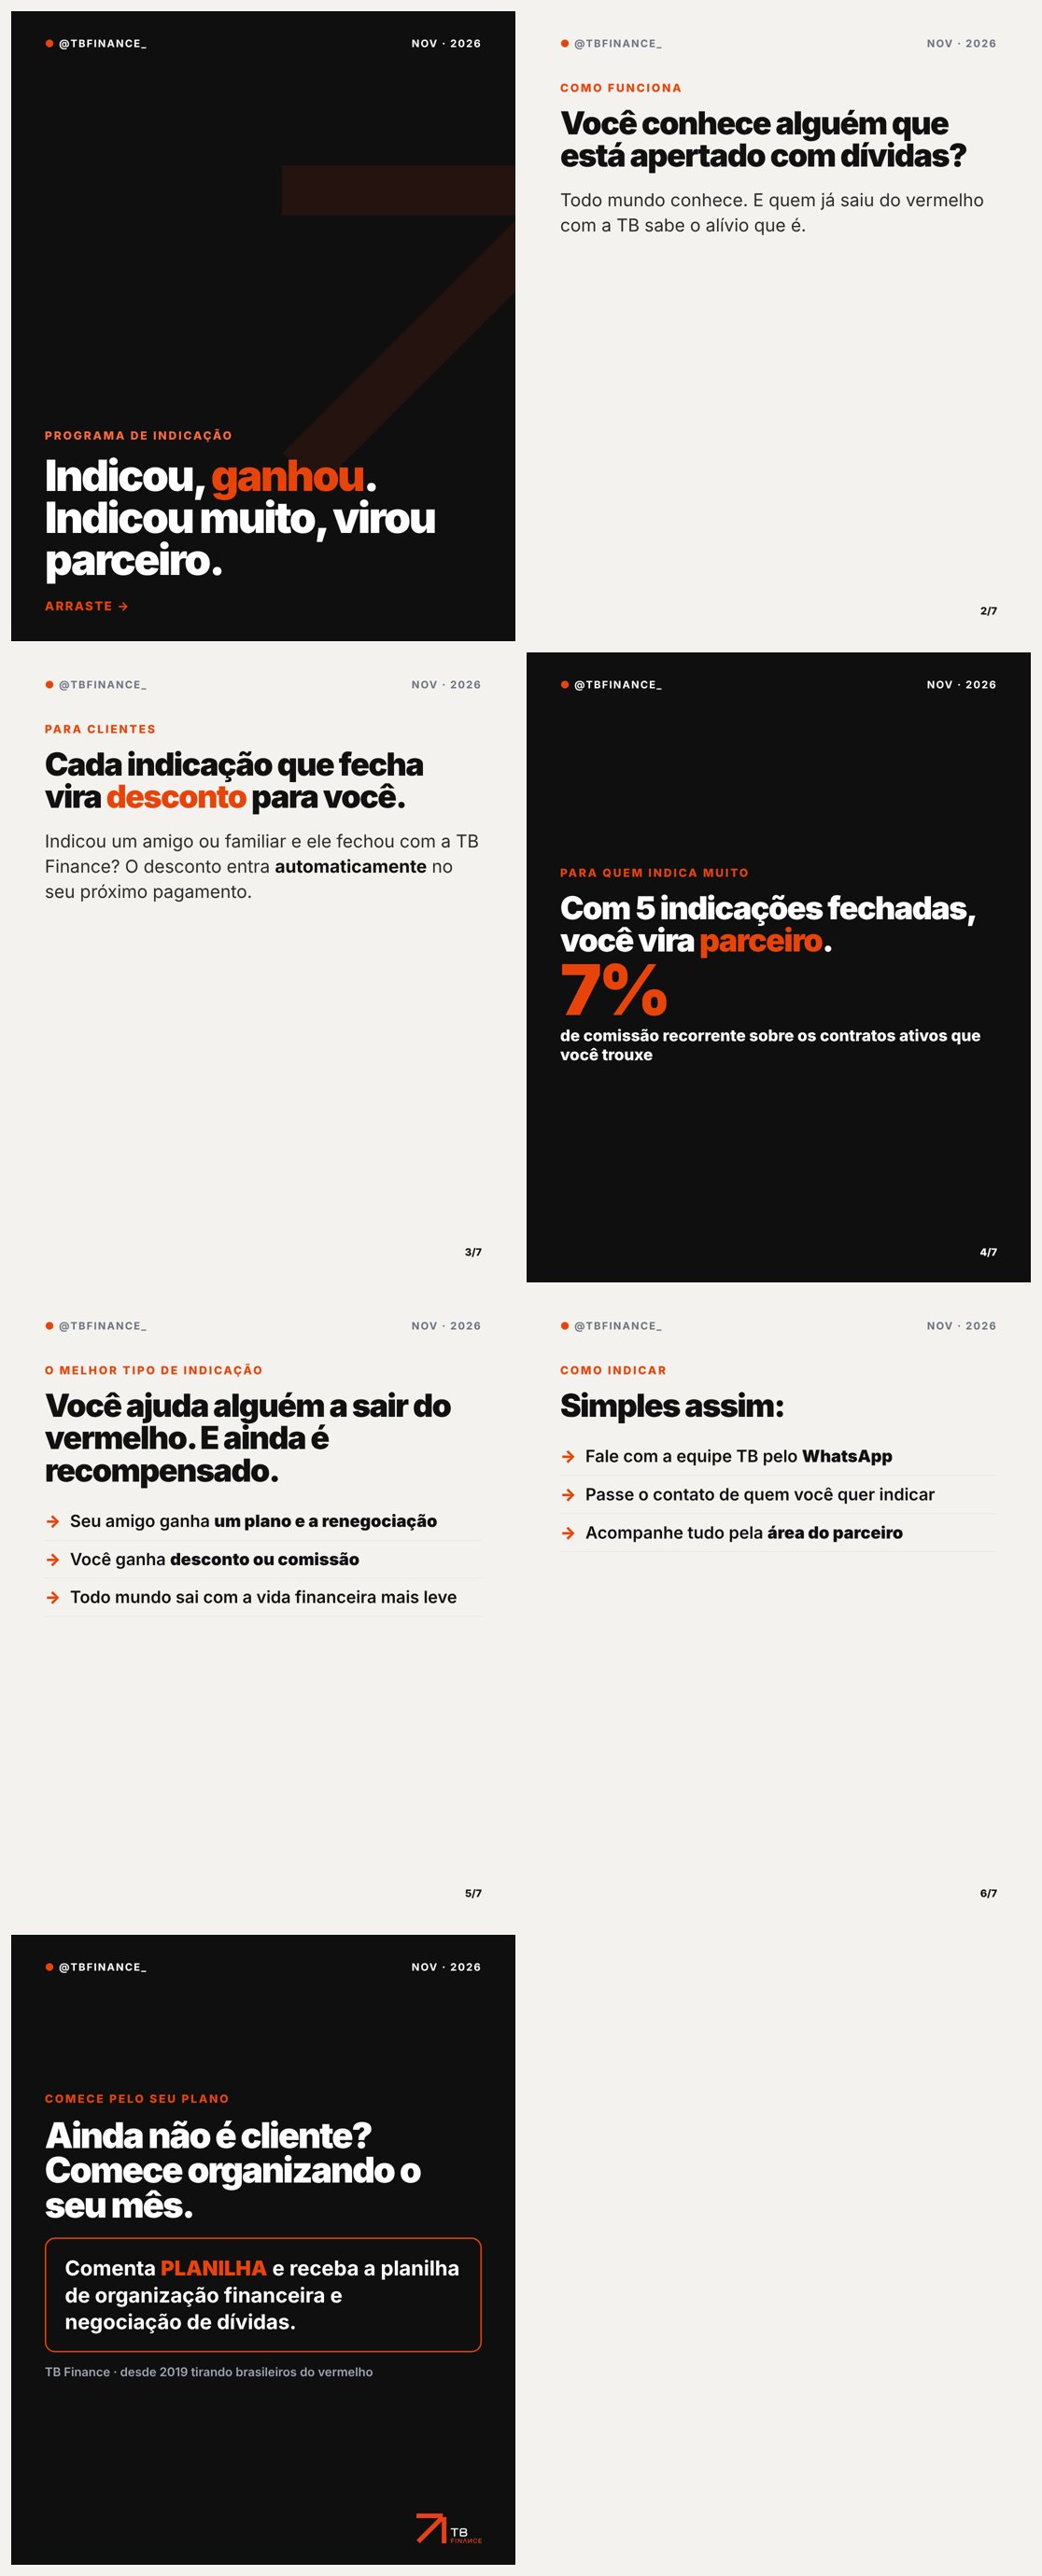 @TBFINANCE_
NOV · 2026
PROGRAMA DE INDICAÇÃO
Indicou, ganhou.
Indicou muito, virou
parceiro.
ARRASTE →
@TBFINANCE_
NOV · 2026
COMO FUNCIONA
Você conhece alguém que
está apertado com dívidas?
Todo mundo conhece. E quem já saiu do vermelho
com a TB sabe o alívio que é.
2/7
@TBFINANCE_
NOV · 2026
PARA CLIENTES
Cada indicação que fecha
vira desconto para você.
Indicou um amigo ou familiar e ele fechou com a TB
Finance? O desconto entra automaticamente no
seu próximo pagamento.
3/7
@TBFINANCE_
NOV · 2026
PARA QUEM INDICA MUITO
Com 5 indicações fechadas,
você vira parceiro.
7%
de comissão recorrente sobre os contratos ativos que
você trouxe
4/7
@TBFINANCE_
NOV · 2026
O MELHOR TIPO DE INDICAÇÃO
Você ajuda alguém a sair do
vermelho. E ainda é
recompensado.
→ Seu amigo ganha um plano e a renegociação
→ Você ganha desconto ou comissão
→ Todo mundo sai com a vida financeira mais leve
5/7
@TBFINANCE_
NOV · 2026
COMO INDICAR
Simples assim:
→ Fale com a equipe TB pelo WhatsApp
→ Passe o contato de quem você quer indicar
→ Acompanhe tudo pela área do parceiro
6/7
@TBFINANCE_
NOV · 2026
COMECE PELO SEU PLANO
Ainda não é cliente?
Comece organizando o
seu mês.
Comenta PLANILHA e receba a planilha
de organização financeira e
negociação de dívidas.
TB Finance · desde 2019 tirando brasileiros do vermelho
TB
FINANCE